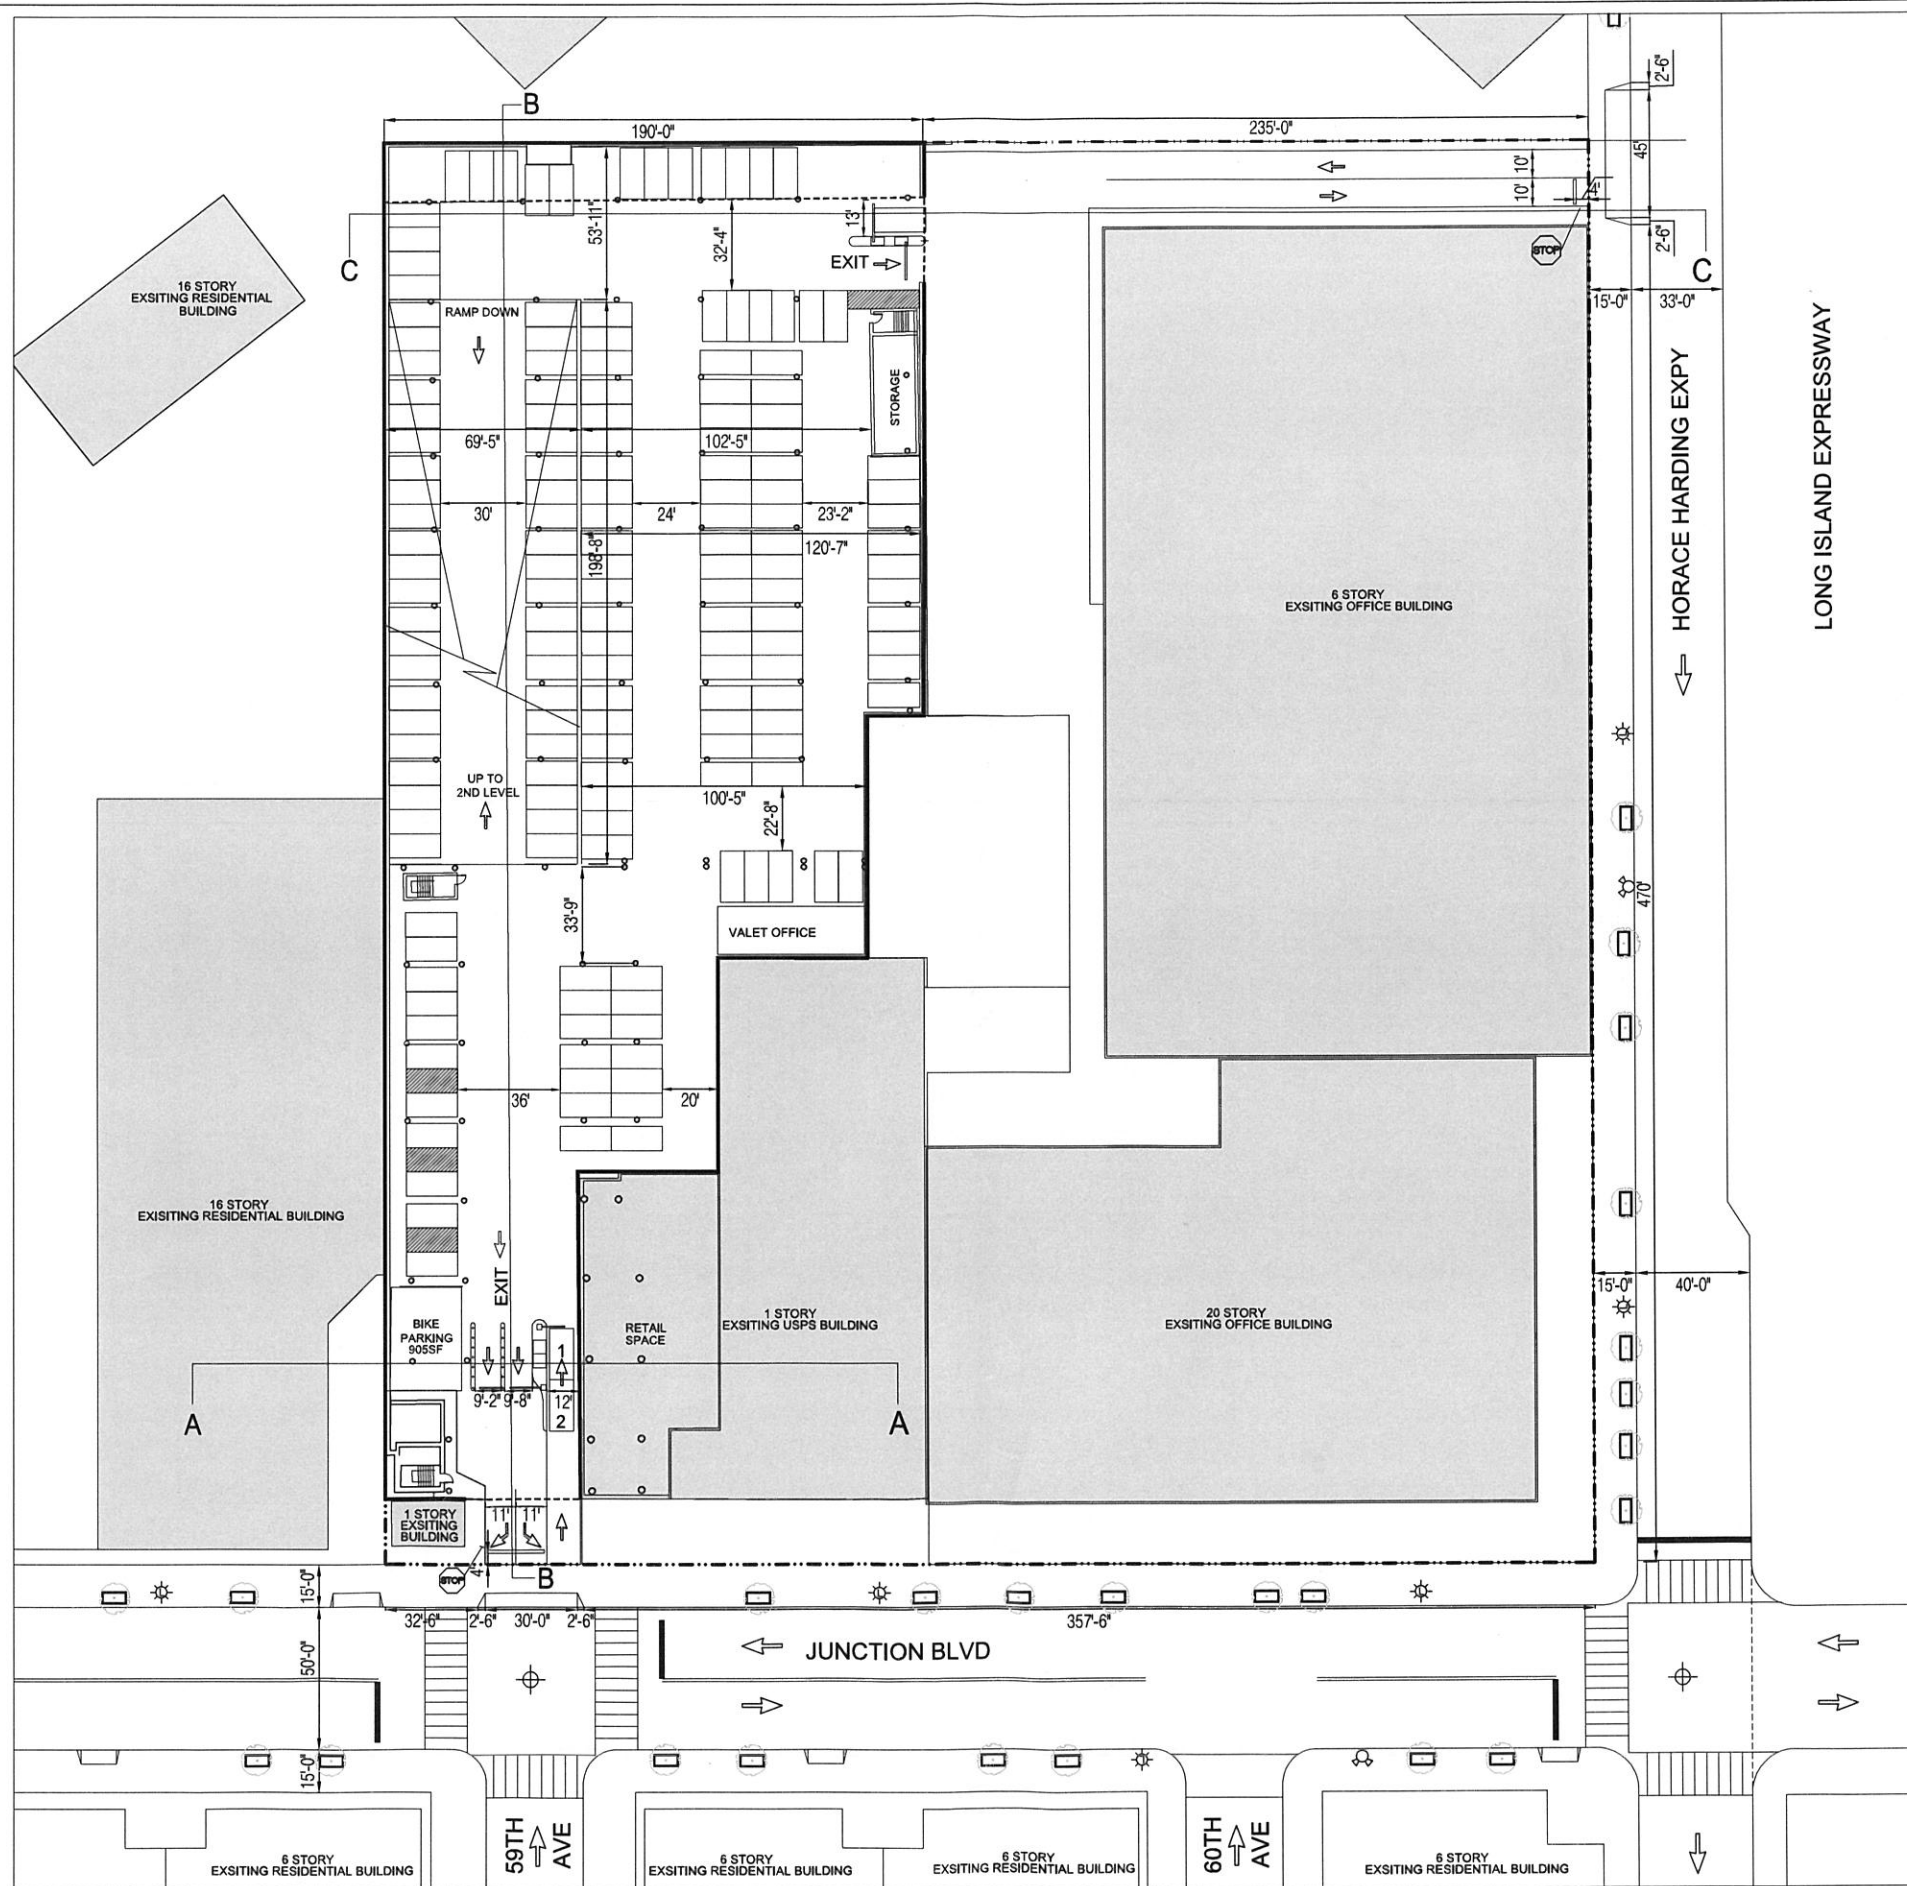 B
190'-0"
235'-0"
2'-6"
45'
10'
10'
4'
2'-6"
STOP
C
C
53'-11"
32'-4"
13'
EXIT
15'-0"
33'-0"
16 STORY
EXSITING RESIDENTIAL
BUILDING
RAMP DOWN
STORAGE
HORACE HARDING EXPY
LONG ISLAND EXPRESSWAY
69'-5"
102'-5"
30'
24'
23'-2"
198'-8"
120'-7"
6 STORY
EXSITING OFFICE BUILDING
UP TO
2ND LEVEL
100'-5"
22'-8"
470'
33'-9"
VALET OFFICE
36'
20'
16 STORY
EXISITING RESIDENTIAL BUILDING
EXIT
BIKE
PARKING
905SF
1
RETAIL
SPACE
1 STORY
EXSITING USPS BUILDING
20 STORY
EXSITING OFFICE BUILDING
15'-0"
40'-0"
9'-2"
9'-8"
12'
2
A
A
1 STORY
EXSITING
BUILDING
11'
11'
STOP
4'
B
15'-0"
32'-6"
2'-6"
30'-0"
2'-6"
357'-6"
50'-0"
JUNCTION BLVD
15'-0"
59TH
AVE
60TH
AVE
6 STORY
EXSITING RESIDENTIAL BUILDING
6 STORY
EXSITING RESIDENTIAL BUILDING
6 STORY
EXSITING RESIDENTIAL BUILDING
6 STORY
EXSITING RESIDENTIAL BUILDING